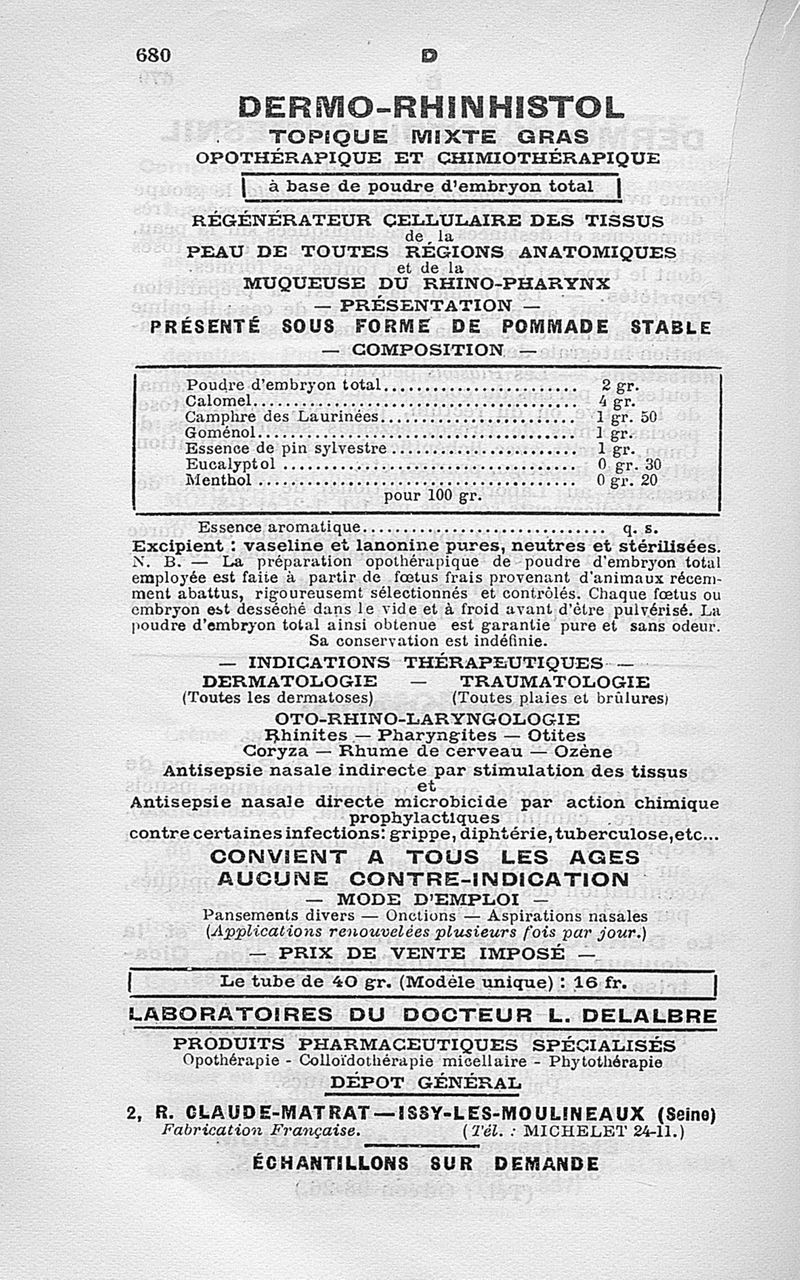 680
D
DERMO-RHINHISTOL
TOPIQUE MIXTE GRAS
OPOTHÉRAPIQUE ET CHIMIOTHÉRAPIQUE
à base de poudre d'embryon total
RÉGÉNÉRATEUR CELLULAIRE DES TISSUS
de la
PEAU DE TOUTES RÉGIONS ANATOMIQUES
et de la
MUQUEUSE DU RHINO-PHARYNX
— PRÉSENTATION —
PRÉSENTÉ SOUS FORME DE POMMADE STABLE
— COMPOSITION —
Poudre d'embryon total........................ 2 gr.
Calomel........................................ 4 gr.
Camphre des Laurinées......................... 1 gr. 50
Goménol........................................ 1 gr.
Essence de pin sylvestre....................... 1 gr.
Eucalyptol .................................... 0 gr. 30
Menthol ....................................... 0 gr. 20
pour 100 gr.
Essence aromatique.............................. q. s.
Excipient : vaseline et lanonine pures, neutres et stérilisées.
N. B. — La préparation opothérapique de poudre d'embryon total
employée est faite à partir de fœtus frais provenant d'animaux récem-
ment abattus, rigoureusemt sélectionnés et contrôlés. Chaque fœtus ou
embryon est desséché dans le vide et à froid avant d'être pulvérisé. La
poudre d'embryon total ainsi obtenue est garantie pure et sans odeur.
Sa conservation est indéfinie.
— INDICATIONS THÉRAPEUTIQUES —
DERMATOLOGIE — TRAUMATOLOGIE
(Toutes les dermatoses) (Toutes plaies et brûlures)
OTO-RHINO-LARYNGOLOGIE
Rhinites — Pharyngites — Otites
Coryza — Rhume de cerveau — Ozène
Antisepsie nasale indirecte par stimulation des tissus
et
Antisepsie nasale directe microbicide par action chimique
prophylactiques
contre certaines infections: grippe, diphtérie, tuberculose, etc...
CONVIENT A TOUS LES AGES
AUCUNE CONTRE-INDICATION
— MODE D'EMPLOI —
Pansements divers — Onctions — Aspirations nasales
(Applications renouvelées plusieurs fois par jour.)
— PRIX DE VENTE IMPOSÉ —
Le tube de 40 gr. (Modèle unique) : 16 fr.
LABORATOIRES DU DOCTEUR L. DELALBRE
PRODUITS PHARMACEUTIQUES SPÉCIALISÉS
Opothérapie - Colloïdothérapie micellaire - Phytothérapie
DÉPOT GÉNÉRAL
2, R. CLAUDE-MATRAT—ISSY-LES-MOULINEAUX (Seine)
Fabrication Française. (Tél. : MICHELET 24-11.)
ÉCHANTILLONS SUR DEMANDE